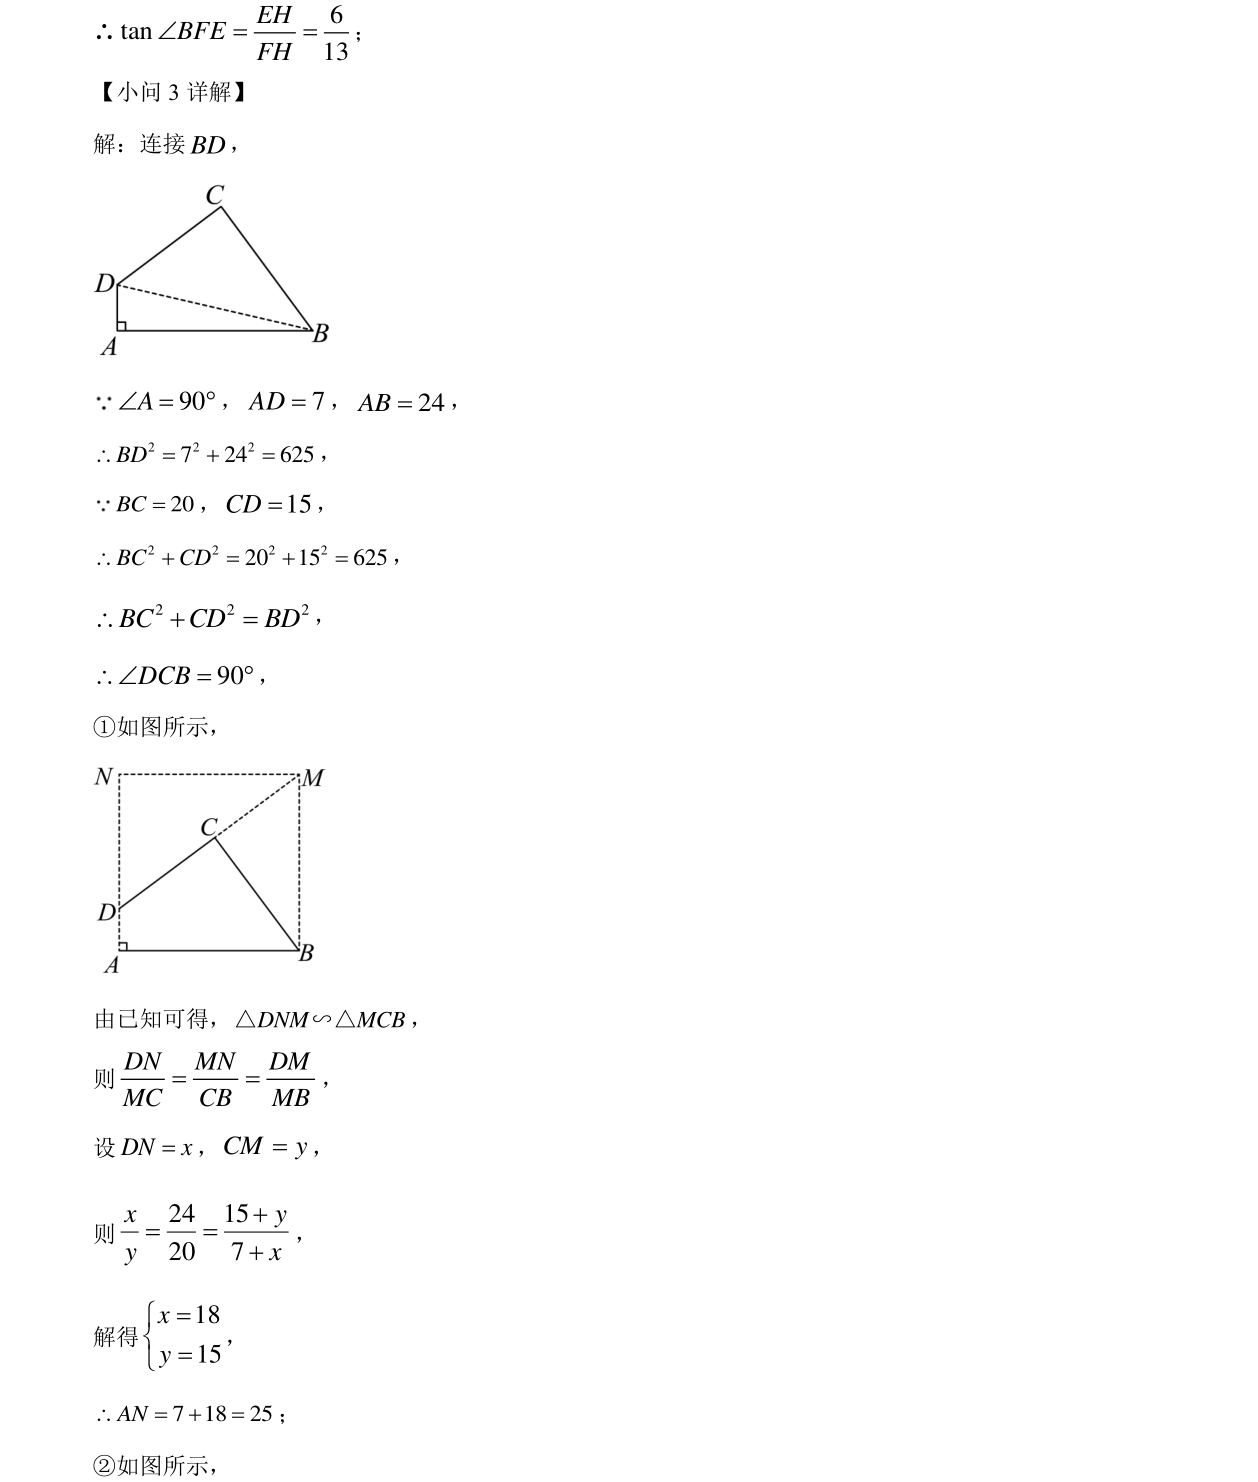 ∴ tan∠BFE = EH/FH = 6/13；
【小问 3 详解】
解：连接 BD，
C
D
A
B
∵ ∠A = 90°， AD = 7， AB = 24，
∴ BD² = 7² + 24² = 625，
∵ BC = 20， CD = 15，
∴ BC² + CD² = 20² + 15² = 625，
∴ BC² + CD² = BD²，
∴ ∠DCB = 90°，
①如图所示，
N
M
C
D
A
B
由已知可得， △DNM∽△MCB，
则 DN/MC = MN/CB = DM/MB，
设 DN = x， CM = y，
则 x/y = 24/20 = (15 + y)/(7 + x)，
解得 { x = 18
y = 15，
∴ AN = 7 + 18 = 25；
②如图所示，